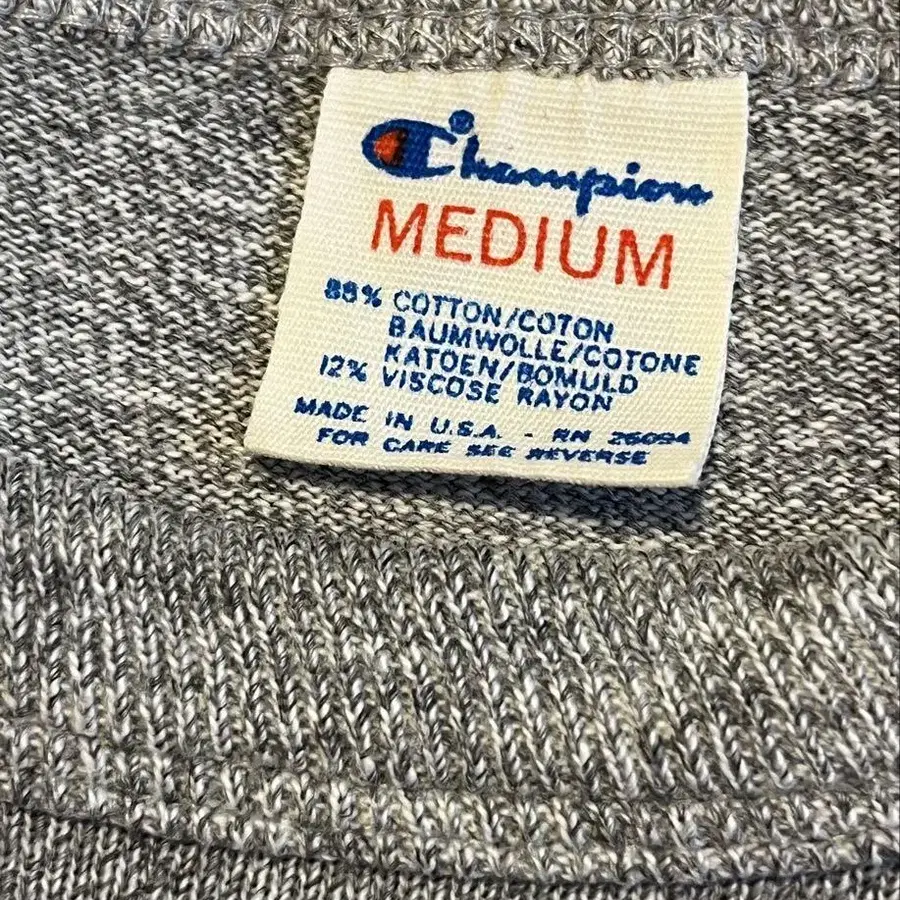 Champion
MEDIUM
88% COTTON/COTON
BAUMWOLLE/COTONE
KATOEN/BOMULD
12% VISCOSE RAYON
MADE IN U.S.A. - RN 26094
FOR CARE SEE REVERSE